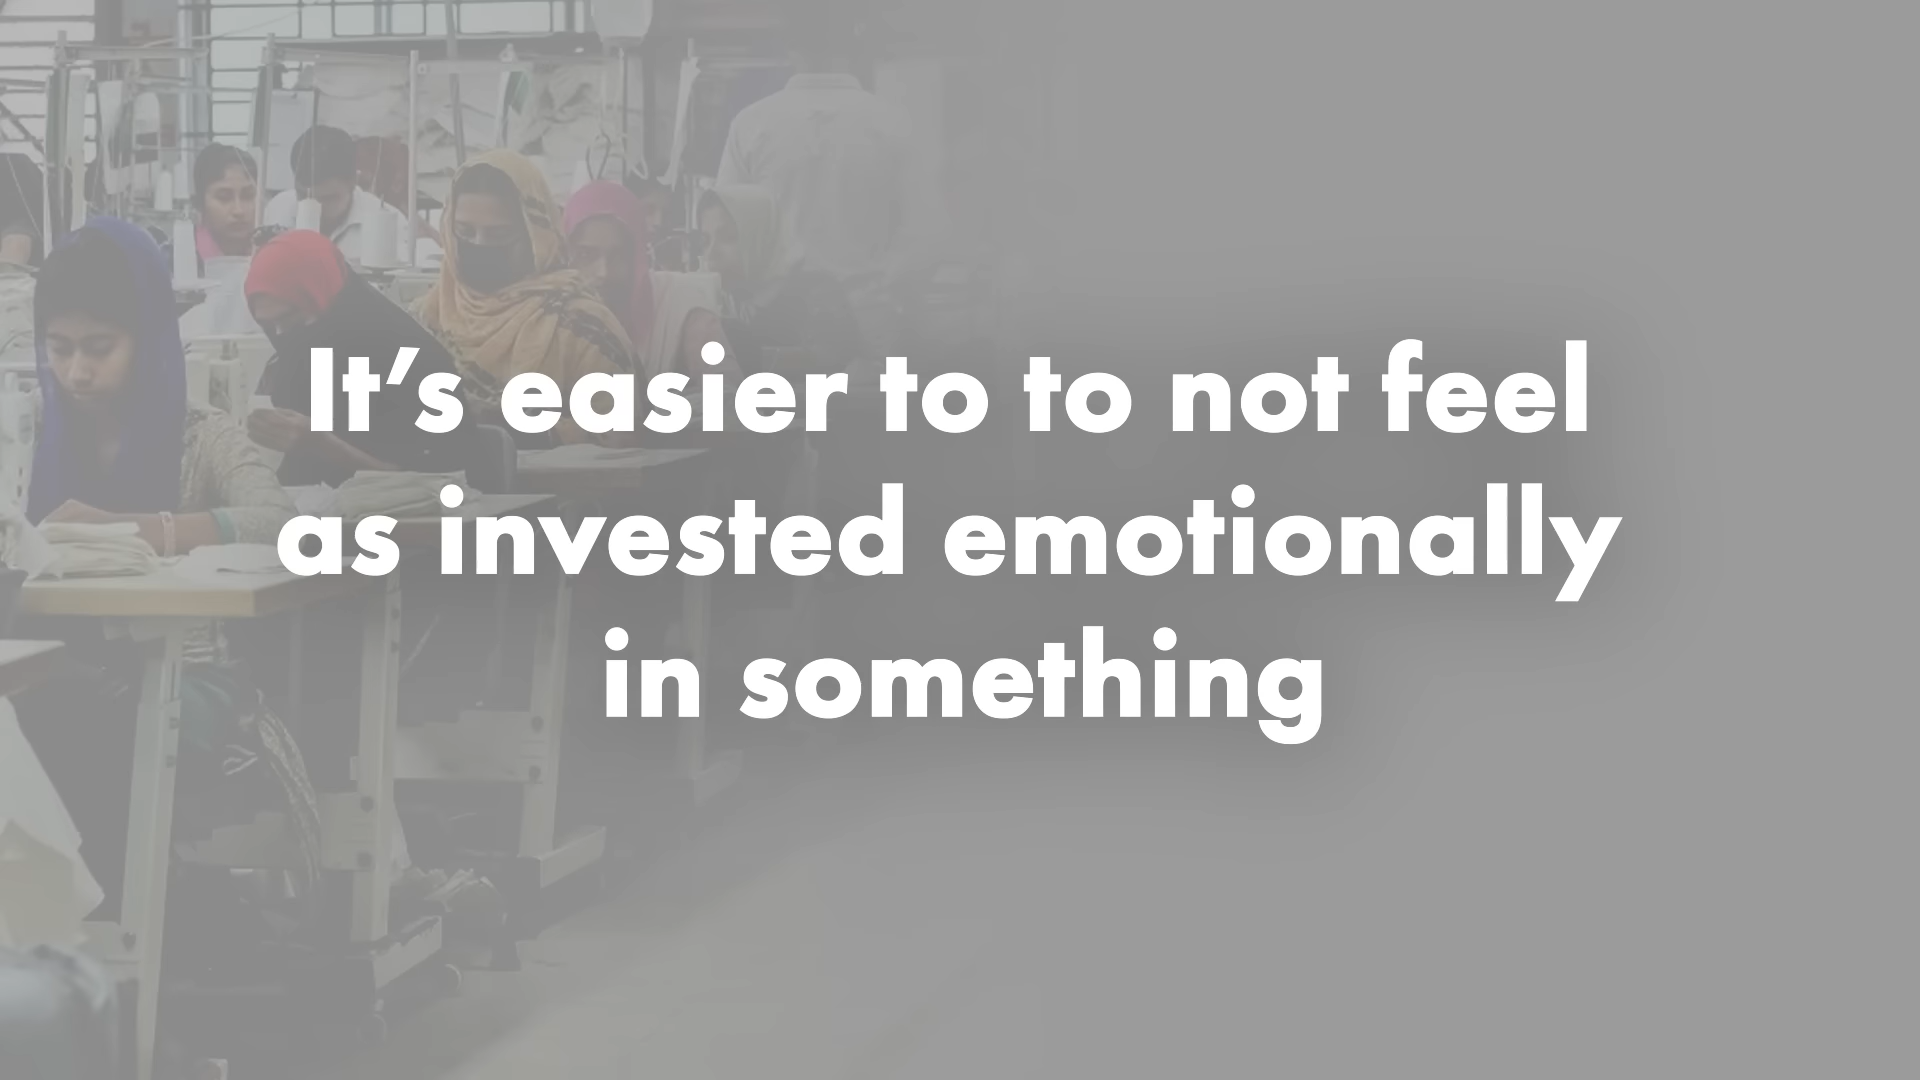 It’s easier to to not feel
as invested emotionally
in something